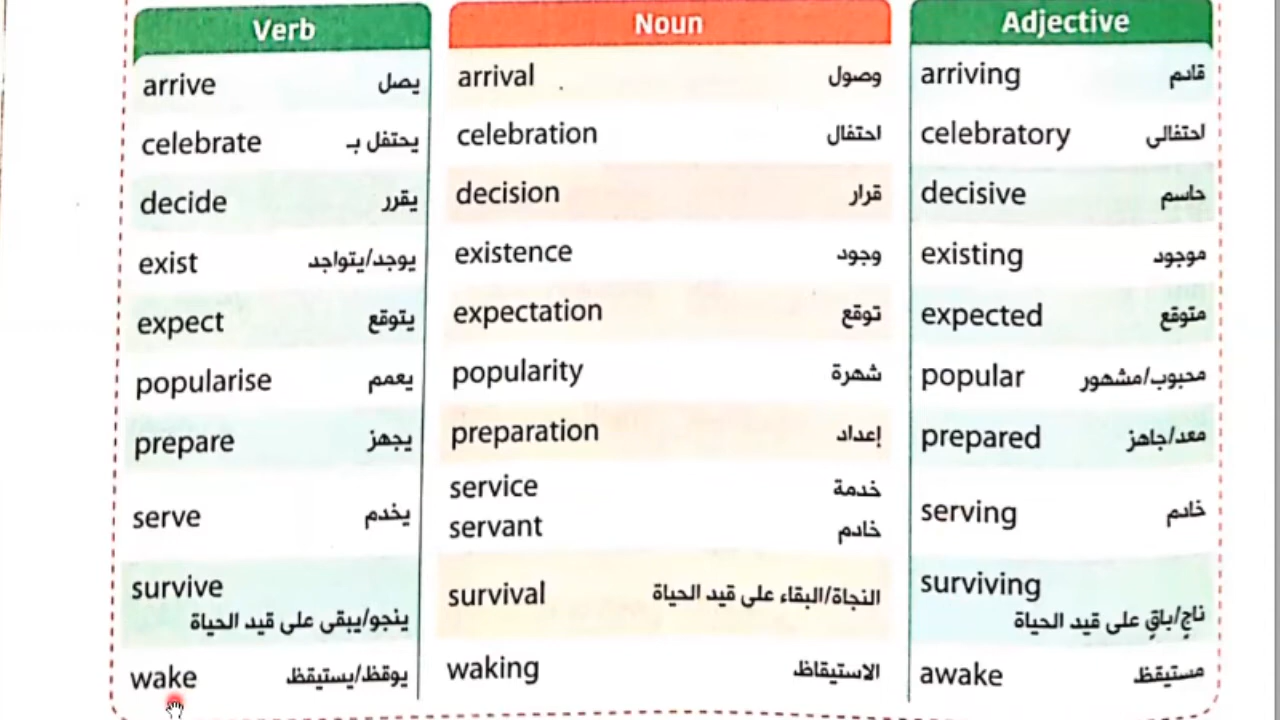 Verb Noun Adjective
arrive يصل arrival وصول arriving قادم
celebrate يحتفل بـ celebration احتفال celebratory احتفالى
decide يقرر decision قرار decisive حاسم
exist يوجد/يتواجد existence وجود existing موجود
expect يتوقع expectation توقع expected متوقع
popularise يعمم popularity شهرة popular محبوب/مشهور
prepare يجهز preparation إعداد prepared معد/جاهز
serve يخدم service خدمة serving خادم
servant خادم
survive survival النجاة/البقاء على قيد الحياة surviving
ينجو/يبقى على قيد الحياة ناجٍ/باقٍ على قيد الحياة
wake يوقظ/يستيقظ waking الاستيقاظ awake مستيقظ